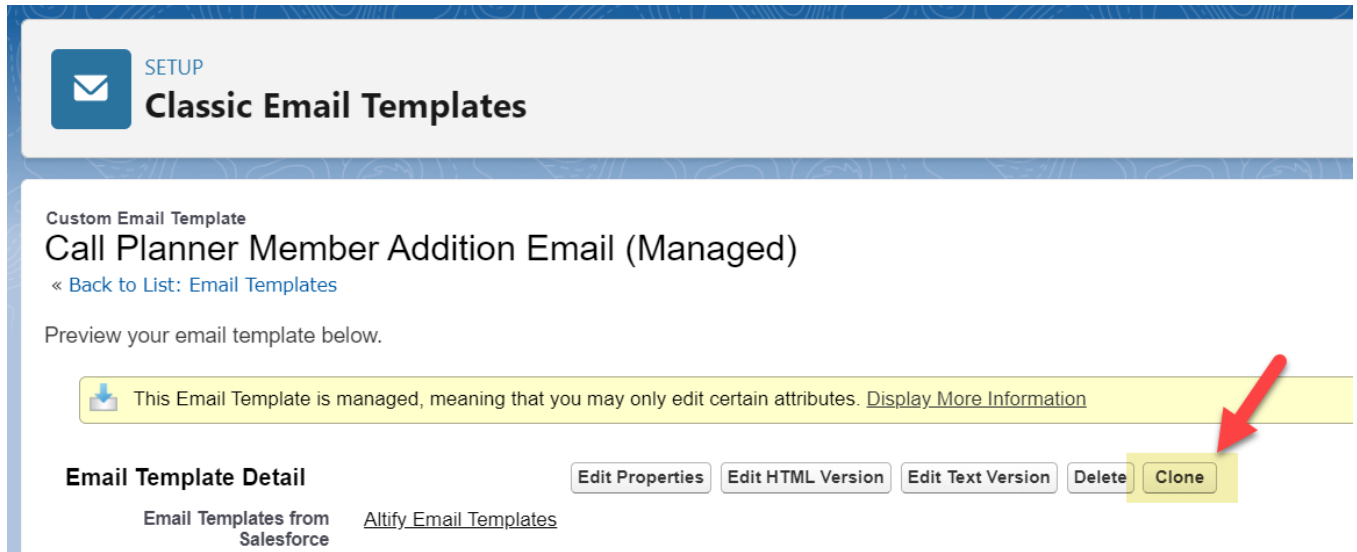 SETUP
Classic Email Templates
Custom Email Template
Call Planner Member Addition Email (Managed)
« Back to List: Email Templates
Preview your email template below.
This Email Template is managed, meaning that you may only edit certain attributes. Display More Information
Email Template Detail Edit Properties Edit HTML Version Edit Text Version Delete Clone
Email Templates from Altify Email Templates
Salesforce